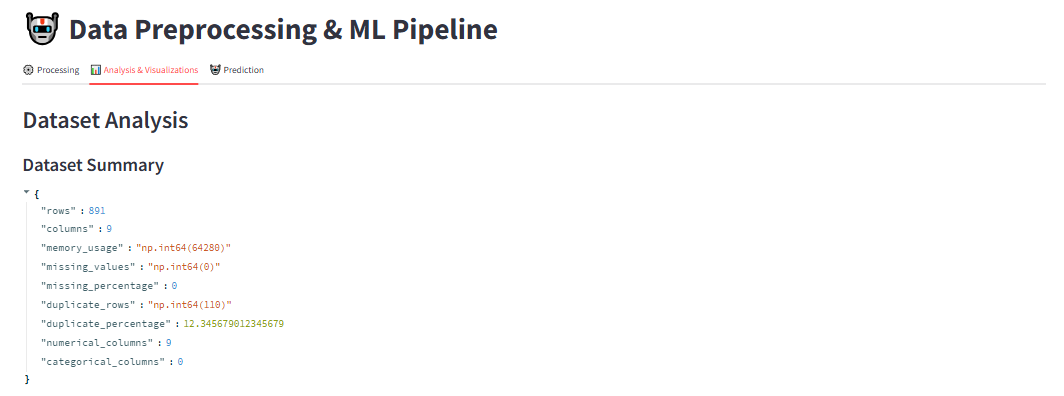 Data Preprocessing & ML Pipeline
Processing Analysis & Visualizations Prediction
Dataset Analysis
Dataset Summary
{
"rows" : 891
"columns" : 9
"memory_usage" : "np.int64(64280)"
"missing_values" : "np.int64(0)"
"missing_percentage" : 0
"duplicate_rows" : "np.int64(110)"
"duplicate_percentage" : 12.345679012345679
"numerical_columns" : 9
"categorical_columns" : 0
}